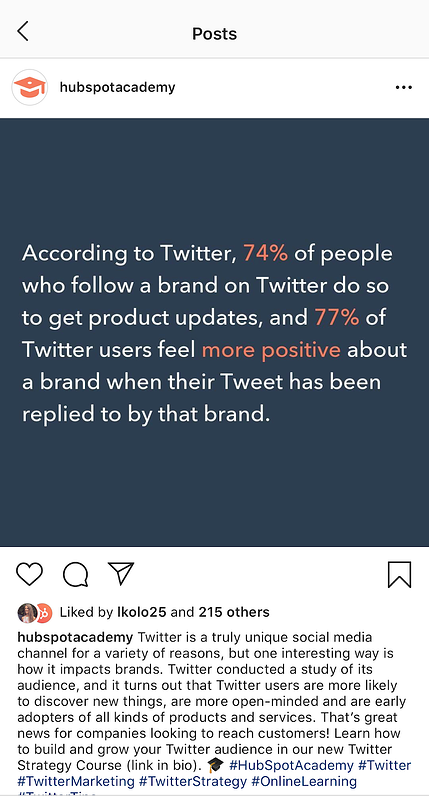 Posts
hubspotacademy
According to Twitter, 74% of people
who follow a brand on Twitter do so
to get product updates, and 77% of
Twitter users feel more positive about
a brand when their Tweet has been
replied to by that brand.
Liked by lkolo25 and 215 others
hubspotacademy Twitter is a truly unique social media
channel for a variety of reasons, but one interesting way is
how it impacts brands. Twitter conducted a study of its
audience, and it turns out that Twitter users are more likely
to discover new things, are more open-minded and are early
adopters of all kinds of products and services. That's great
news for companies looking to reach customers! Learn how
to build and grow your Twitter audience in our new Twitter
Strategy Course (link in bio). 🎓 #HubSpotAcademy #Twitter
#TwitterMarketing #TwitterStrategy #OnlineLearning
#TwitterTips